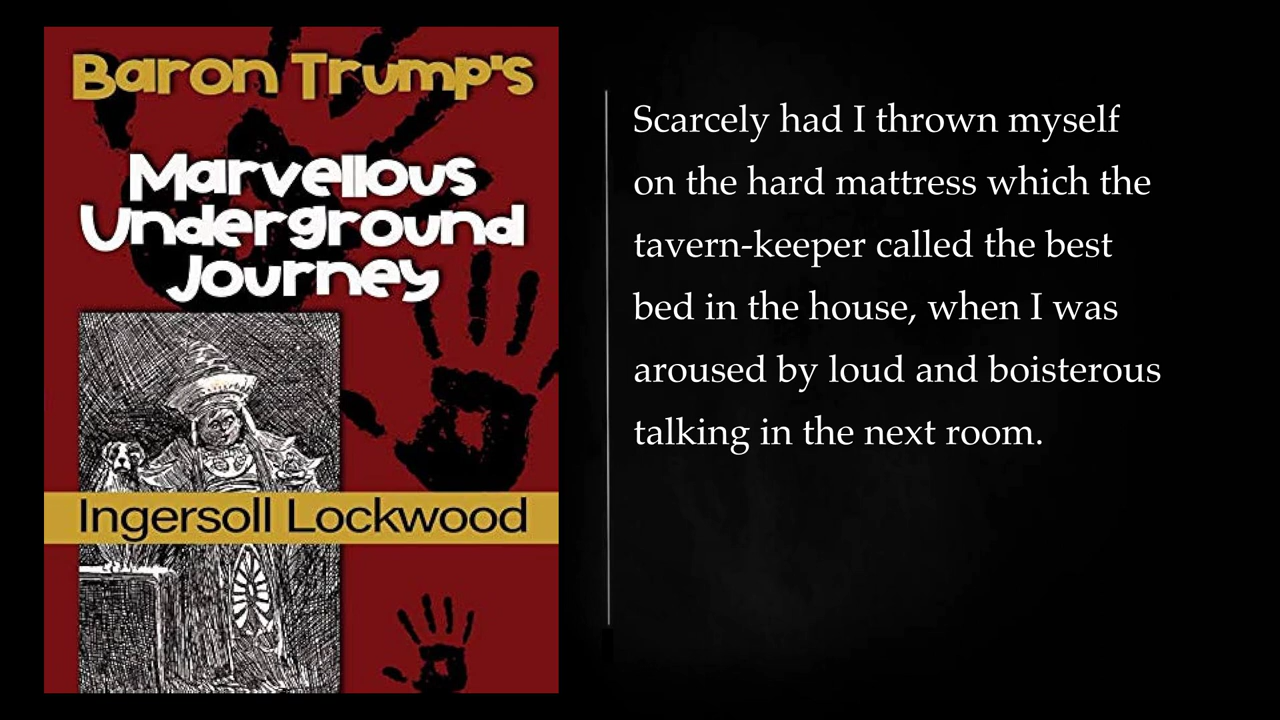 Baron Trump's
Marvellous
Underground
Journey
Ingersoll Lockwood
Scarcely had I thrown myself
on the hard mattress which the
tavern-keeper called the best
bed in the house, when I was
aroused by loud and boisterous
talking in the next room.